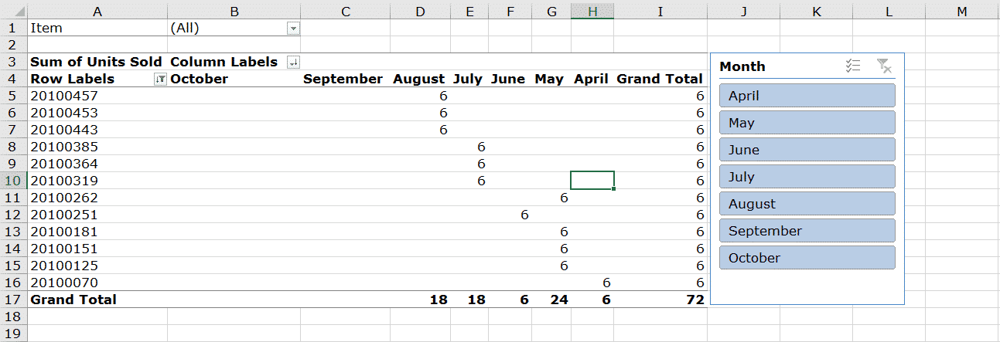 A B C D E F G H I J K L M
1 Item (All)
2
3 Sum of Units Sold Column Labels
4 Row Labels October September August July June May April Grand Total
5 20100457 6 6
6 20100453 6 6
7 20100443 6 6
8 20100385 6 6
9 20100364 6 6
10 20100319 6 6
11 20100262 6 6
12 20100251 6 6
13 20100181 6 6
14 20100151 6 6
15 20100125 6 6
16 20100070 6 6
17 Grand Total 18 18 6 24 6 72
18
19
Month
April
May
June
July
August
September
October